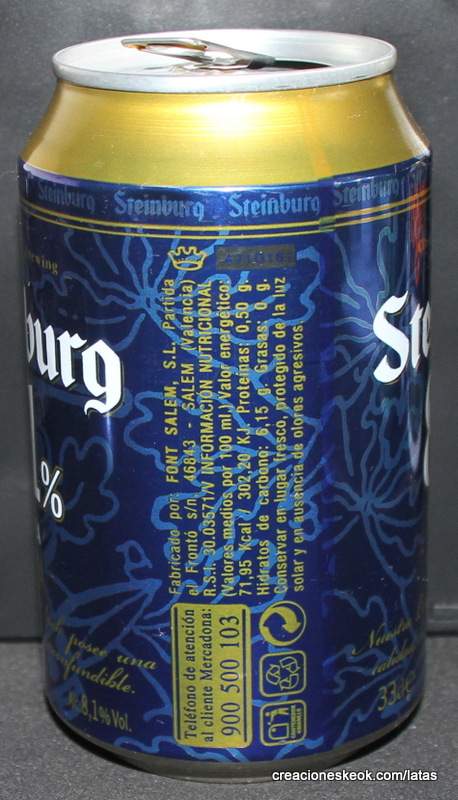 Steinburg Steinburg Steinburg Steinburg
Fabricado por: FONT SALEM, S.L. Partida
el Frontó s/n, 46843 - SALEM (Valencia)
R.S.I. 30.03571/V INFORMACIÓN NUTRICIONAL
(Valores medios por 100 ml.) Valor energético:
71,95 Kcal / 302,20 KJ. Proteínas: 0,50 g.
Hidratos de carbono: 6,15 g. Grasas: 0 g.
Conservar en lugar fresco, protegido de la luz
solar y en ausencia de olores agresivos.
Teléfono de atención
al cliente Mercadona:
900 500 103
burg
%
posee una
8,1% Vol.
Ste
Nuestra
33cl
creacioneskeok.com/latas